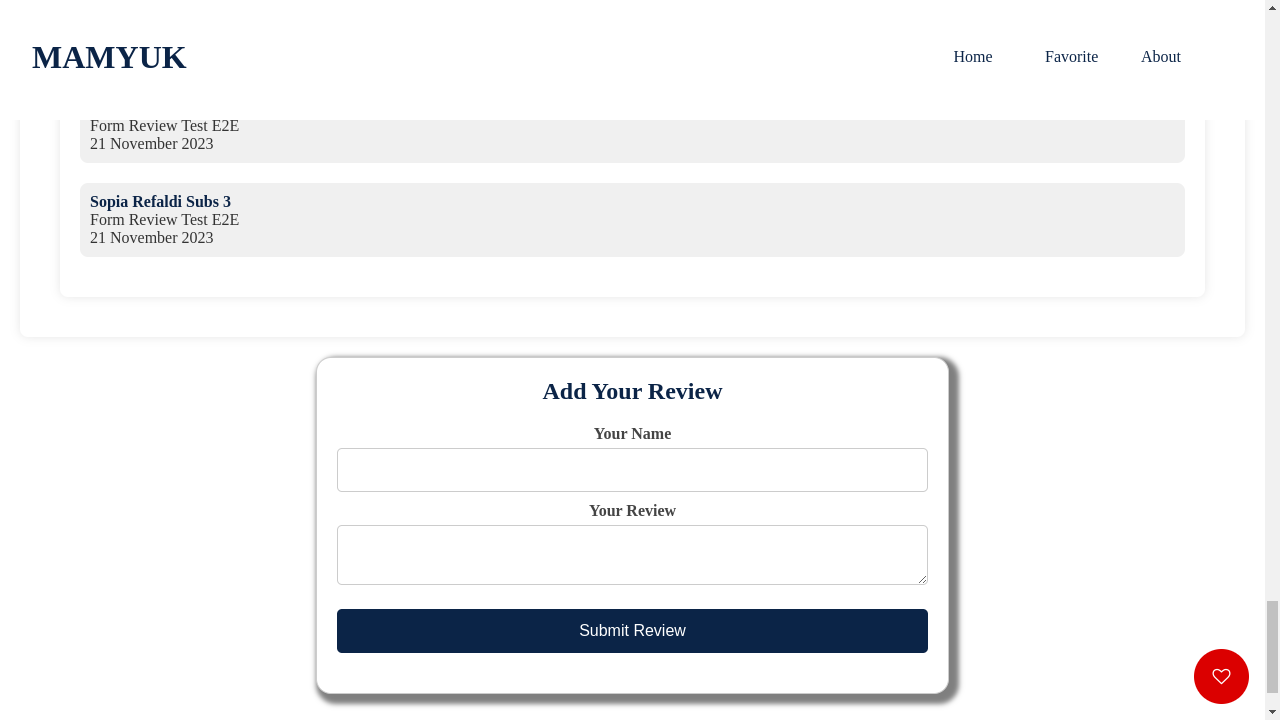 MAMYUK
Home
Favorite
About
Form Review Test E2E
21 November 2023
Sopia Refaldi Subs 3
Form Review Test E2E
21 November 2023
Add Your Review
Your Name
Your Review
Submit Review